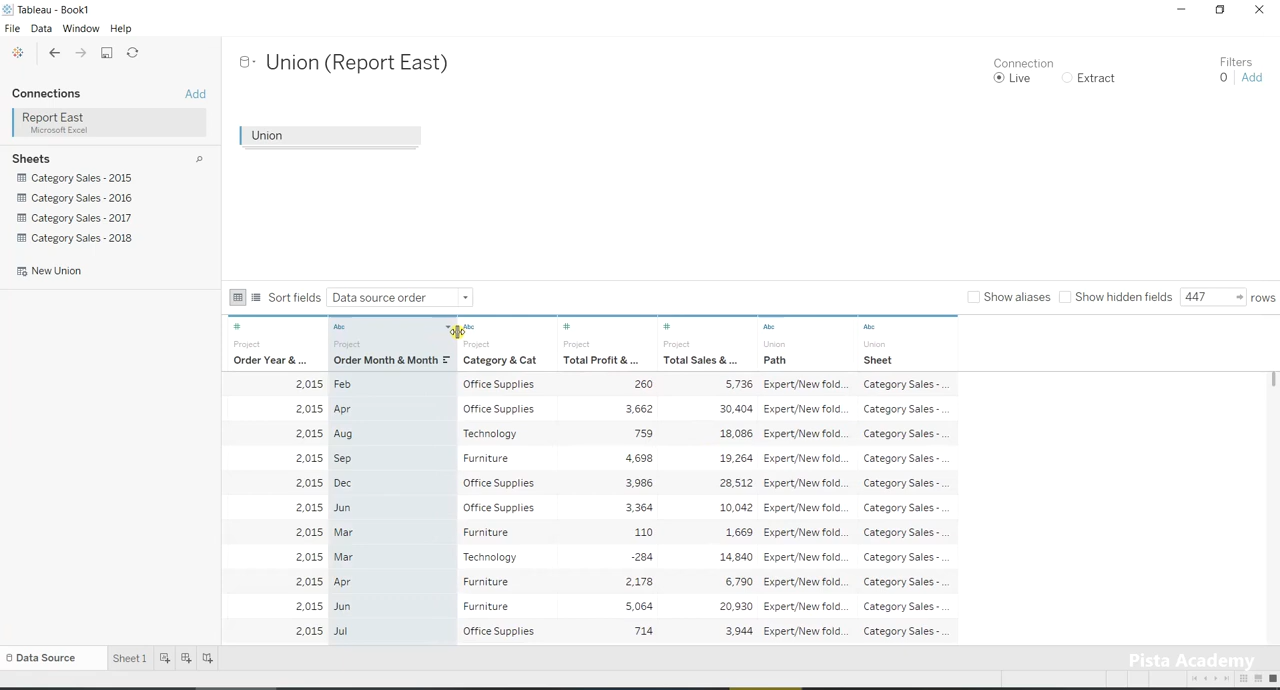 Tableau - Book1
File Data Window Help
Union (Report East)
Connection
Live Extract
Filters
0 Add
Connections Add
Report East
Microsoft Excel
Union
Sheets
Category Sales - 2015
Category Sales - 2016
Category Sales - 2017
Category Sales - 2018
New Union
Sort fields Data source order Show aliases Show hidden fields 447 rows
# Abc Abc # # Abc Abc
Project Project Project Project Project Union Union
Order Year & ... Order Month & Month Category & Cat Total Profit & ... Total Sales & ... Path Sheet
2,015 Feb Office Supplies 260 5,736 Expert/New fold... Category Sales - ...
2,015 Apr Office Supplies 3,662 30,404 Expert/New fold... Category Sales - ...
2,015 Aug Technology 759 18,086 Expert/New fold... Category Sales - ...
2,015 Sep Furniture 4,698 19,264 Expert/New fold... Category Sales - ...
2,015 Dec Office Supplies 3,986 28,512 Expert/New fold... Category Sales - ...
2,015 Jun Office Supplies 3,364 10,042 Expert/New fold... Category Sales - ...
2,015 Mar Furniture 110 1,669 Expert/New fold... Category Sales - ...
2,015 Mar Technology -284 14,840 Expert/New fold... Category Sales - ...
2,015 Apr Furniture 2,178 6,790 Expert/New fold... Category Sales - ...
2,015 Jun Furniture 5,064 20,930 Expert/New fold... Category Sales - ...
2,015 Jul Office Supplies 714 3,944 Expert/New fold... Category Sales - ...
Data Source Sheet 1
Pista Academy